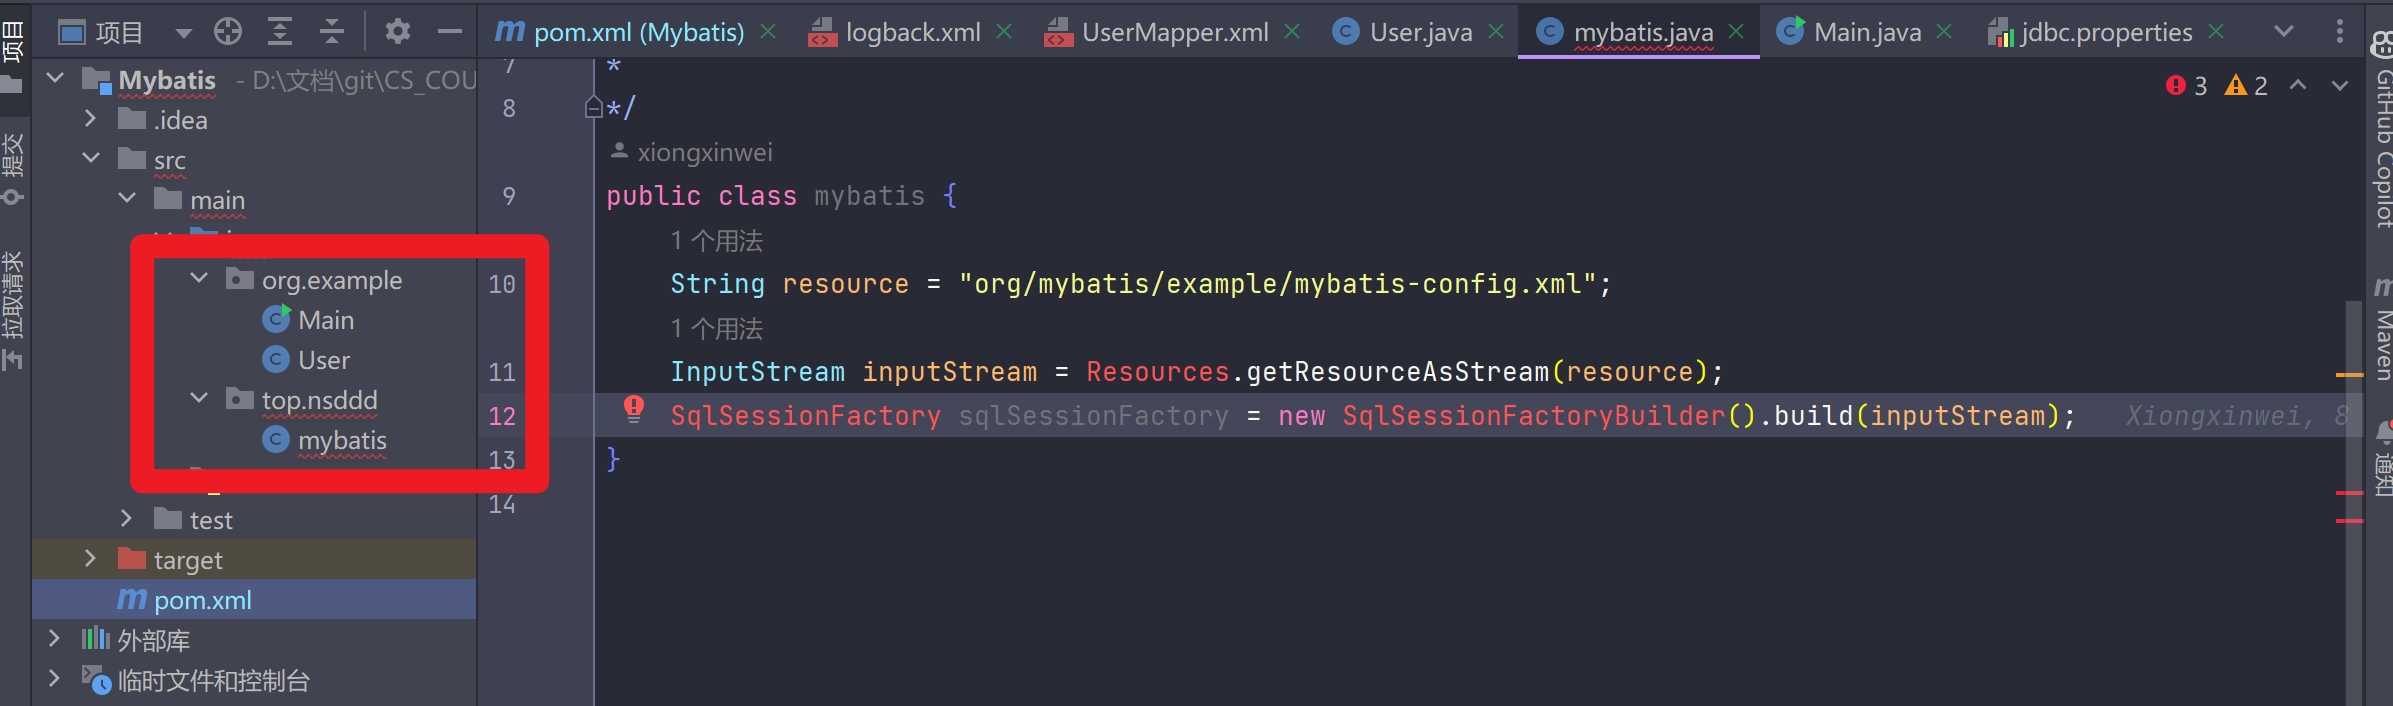 项目
pom.xml (Mybatis)
logback.xml
UserMapper.xml
User.java
mybatis.java
Main.java
jdbc.properties
项目
提交
拉取请求
Mybatis - D:\文档\git\CS_COU
.idea
src
main
org.example
Main
User
top.nsddd
mybatis
test
target
pom.xml
外部库
临时文件和控制台
3 2
7 *
8 */
xiongxinwei
9 public class mybatis {
1 个用法
10 String resource = "org/mybatis/example/mybatis-config.xml";
1 个用法
11 InputStream inputStream = Resources.getResourceAsStream(resource);
12 SqlSessionFactory sqlSessionFactory = new SqlSessionFactoryBuilder().build(inputStream); Xiongxinwei, 8
13 }
14
GitHub Copilot
Maven
通知